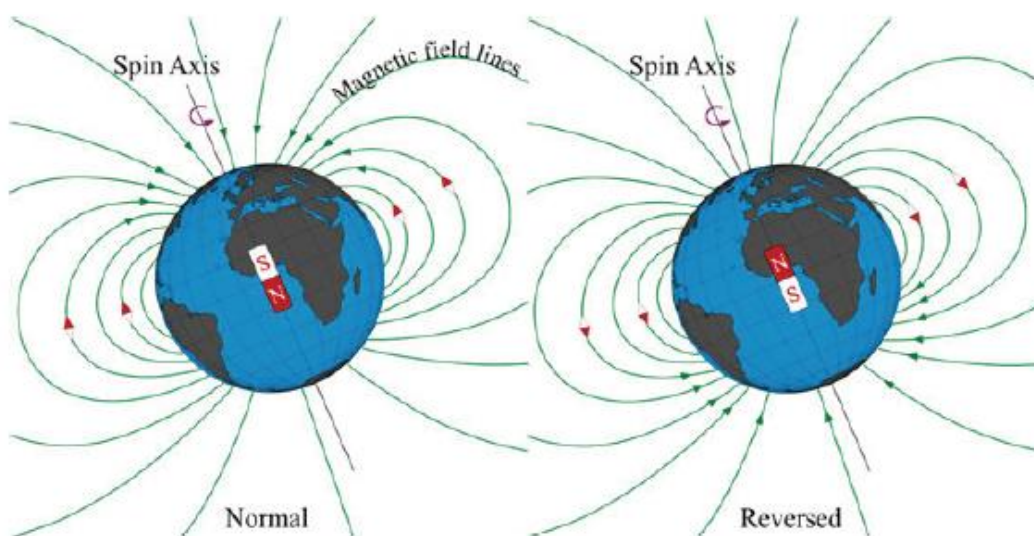 Spin Axis
Magnetic field lines
S
N
Normal
Spin Axis
N
S
Reversed